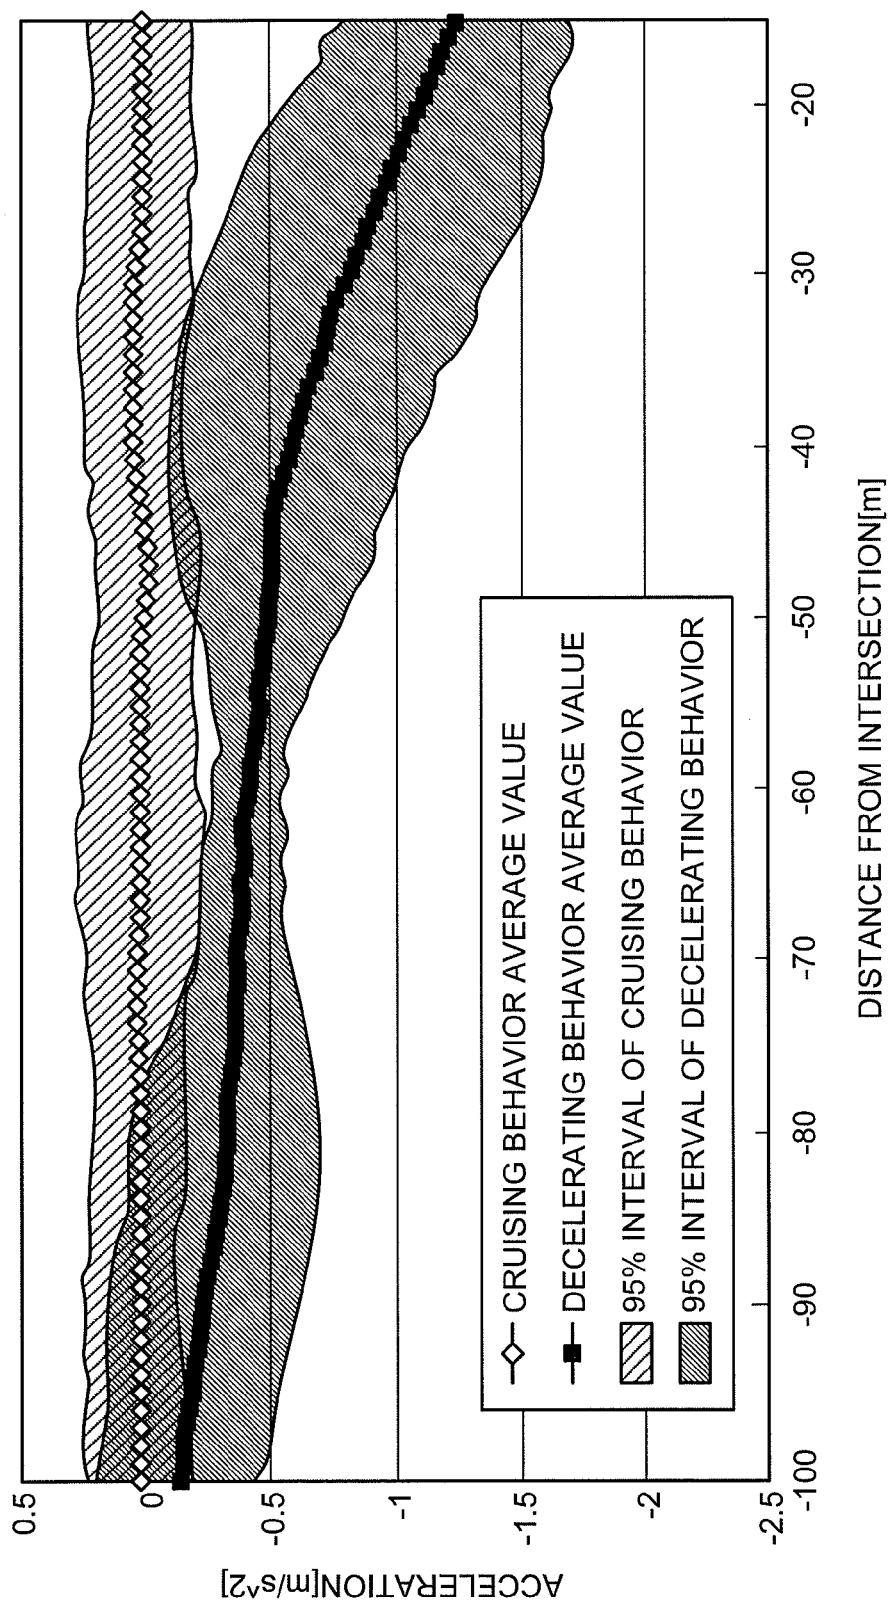 ACCELERATION[m/s^2]
0.5
0
-0.5
-1
-1.5
-2
-2.5
-100
-90
-80
-70
-60
-50
-40
-30
-20
DISTANCE FROM INTERSECTION[m]
CRUISING BEHAVIOR AVERAGE VALUE
DECELERATING BEHAVIOR AVERAGE VALUE
95% INTERVAL OF CRUISING BEHAVIOR
95% INTERVAL OF DECELERATING BEHAVIOR